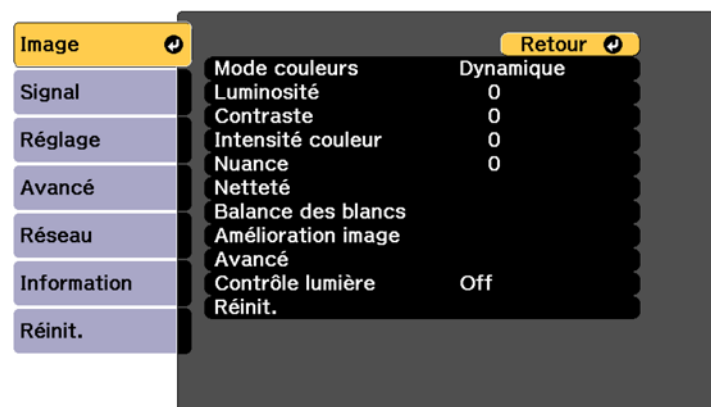 Image
Signal
Réglage
Avancé
Réseau
Information
Réinit.
Retour
Mode couleurs Dynamique
Luminosité 0
Contraste 0
Intensité couleur 0
Nuance 0
Netteté
Balance des blancs
Amélioration image
Avancé
Contrôle lumière Off
Réinit.